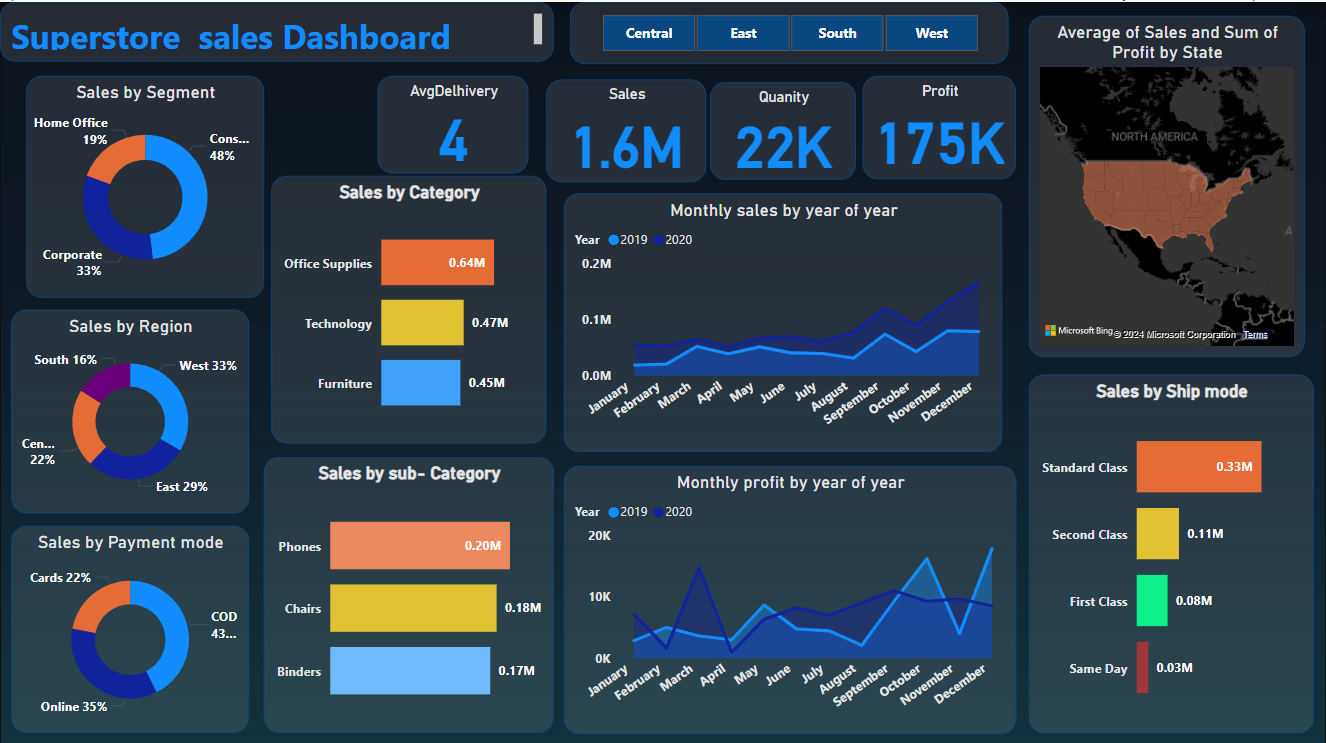 Superstore sales Dashboard
Central
East
South
West
Average of Sales and Sum of
Profit by State
NORTH AMERICA
A
Microsoft Bing
© 2024 Microsoft Corporation Terms
Sales by Segment
Home Office
19%
Cons...
48%
Corporate
33%
AvgDelhivery
4
Sales
1.6M
Quanity
22K
Profit
175K
Sales by Category
Office Supplies
0.64M
Technology
0.47M
Furniture
0.45M
Monthly sales by year of year
Year 2019 2020
0.2M
0.1M
0.0M
January
February
March
April
May
June
July
August
September
October
November
December
Sales by Region
South 16%
West 33%
Cen...
22%
East 29%
Sales by Ship mode
Standard Class
0.33M
Second Class
0.11M
First Class
0.08M
Same Day
0.03M
Sales by sub- Category
Phones
0.20M
Chairs
0.18M
Binders
0.17M
Monthly profit by year of year
Year 2019 2020
20K
10K
0K
January
February
March
April
May
June
July
August
September
October
November
December
Sales by Payment mode
Cards 22%
COD
43...
Online 35%